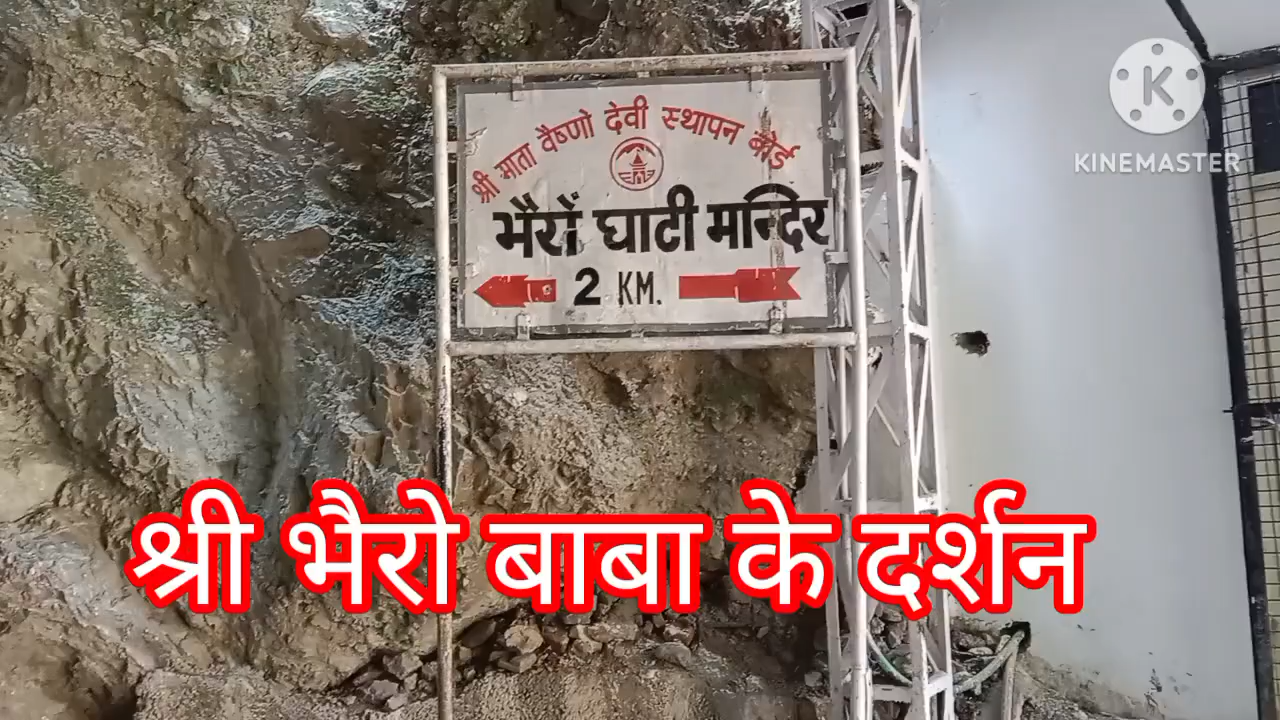 श्री माता वैष्णो देवी स्थापन बोर्ड
भैरों घाटी मन्दिर
2 KM.
K
KINEMASTER
श्री भैरो बाबा के दर्शन